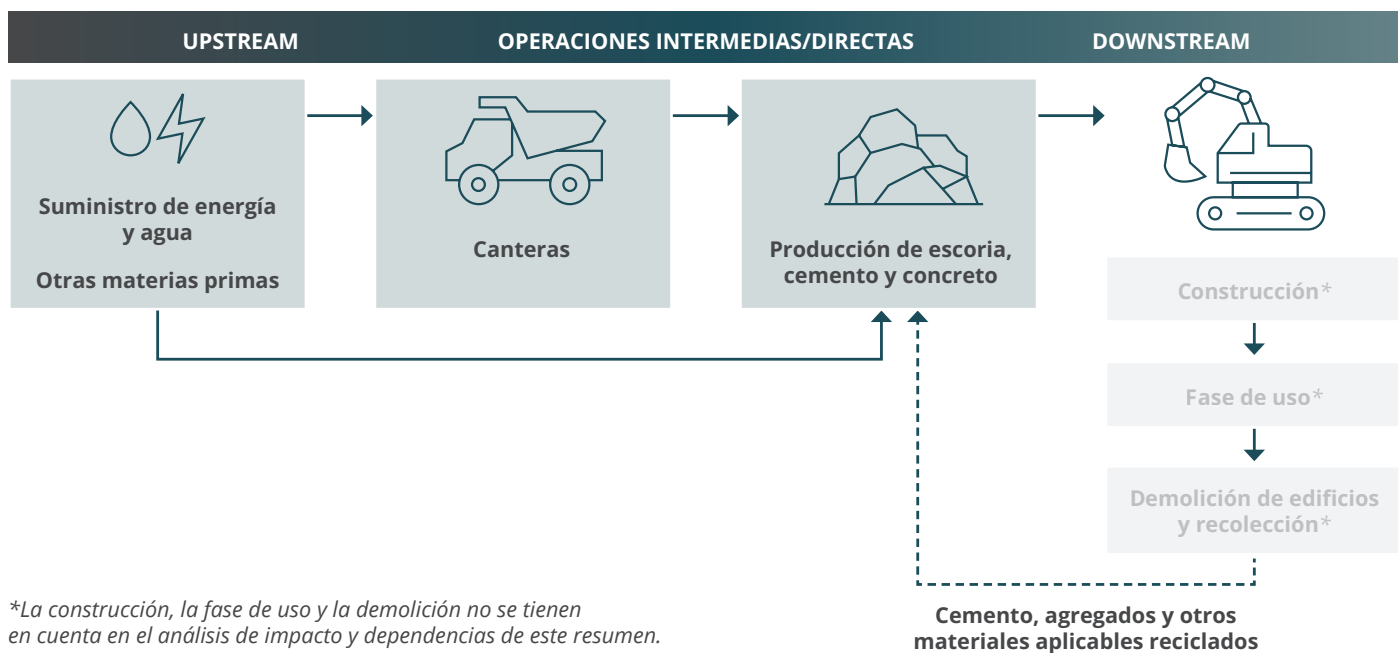 UPSTREAM
OPERACIONES INTERMEDIAS/DIRECTAS
DOWNSTREAM
Suministro de energía
y agua
Otras materias primas
Canteras
Producción de escoria,
cemento y concreto
Construcción*
Fase de uso*
Demolición de edificios
y recolección*
Cemento, agregados y otros
materiales aplicables reciclados
*La construcción, la fase de uso y la demolición no se tienen
en cuenta en el análisis de impacto y dependencias de este resumen.